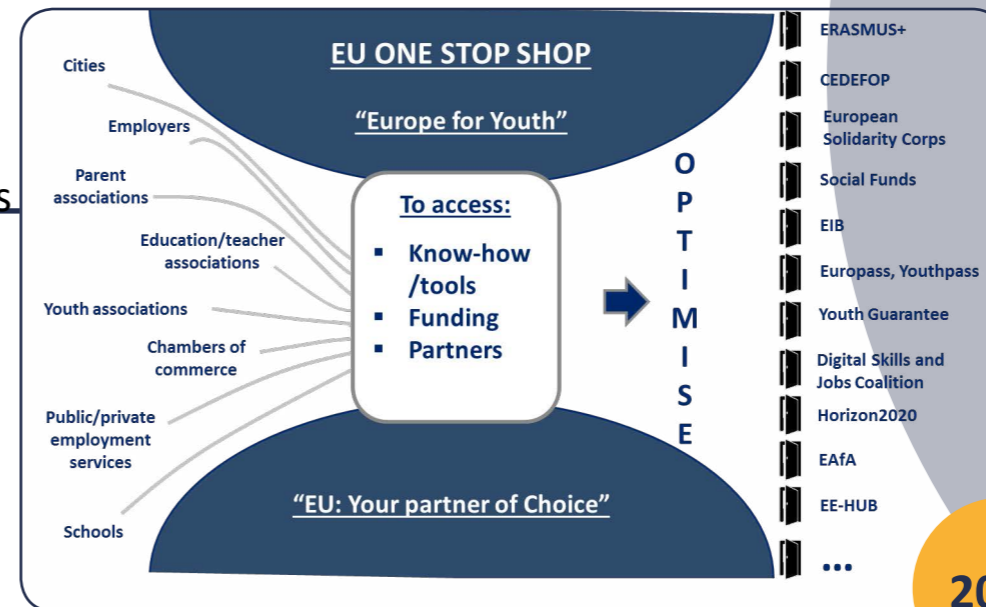 EU ONE STOP SHOP
“Europe for Youth”
Cities
Employers
Parent
associations
Education/teacher
associations
Youth associations
Chambers of
commerce
Public/private
employment
services
Schools
s
To access:
▪ Know-how
/tools
▪ Funding
▪ Partners
O
P
T
I
M
I
S
E
“EU: Your partner of Choice”
ERASMUS+
CEDEFOP
European
Solidarity Corps
Social Funds
EIB
Europass, Youthpass
Youth Guarantee
Digital Skills and
Jobs Coalition
Horizon2020
EAfA
EE-HUB
...
20